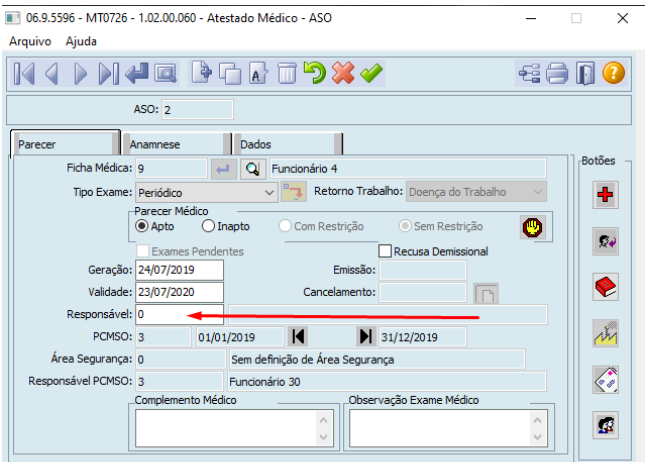 06.9.5596 - MT0726 - 1.02.00.060 - Atestado Médico - ASO
Arquivo Ajuda
ASO: 2
Parecer Anamnese Dados
Ficha Médica: 9 Funcionário 4
Tipo Exame: Periódico Retorno Trabalho: Doença do Trabalho
Parecer Médico
Apto Inapto Com Restrição Sem Restrição
Exames Pendentes Recusa Demissional
Geração: 24/07/2019 Emissão:
Validade: 23/07/2020 Cancelamento:
Responsável: 0
PCMSO: 3 01/01/2019 31/12/2019
Área Segurança: 0 Sem definição de Área Segurança
Responsável PCMSO: 3 Funcionário 30
Complemento Médico Observação Exame Médico
Botões